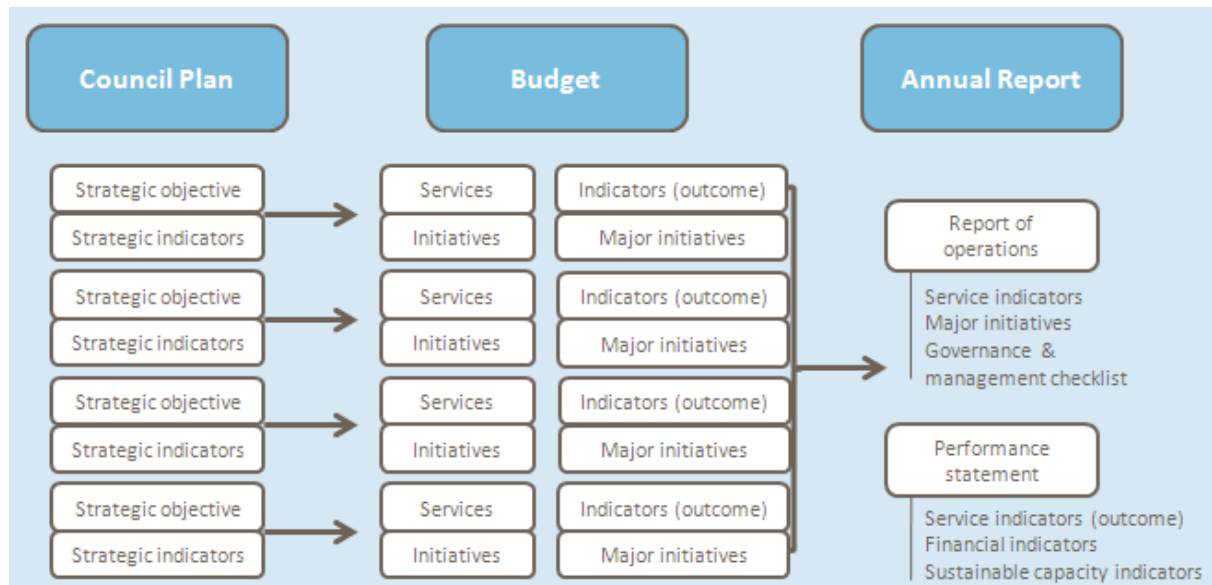 Council Plan
Budget
Annual Report
Strategic objective
Strategic indicators
Strategic objective
Strategic indicators
Strategic objective
Strategic indicators
Strategic objective
Strategic indicators
Services
Initiatives
Services
Initiatives
Services
Initiatives
Services
Initiatives
Indicators (outcome)
Major initiatives
Indicators (outcome)
Major initiatives
Indicators (outcome)
Major initiatives
Indicators (outcome)
Major initiatives
Report of
operations
Service indicators
Major initiatives
Governance &
management checklist
Performance
statement
Service indicators (outcome)
Financial indicators
Sustainable capacity indicators